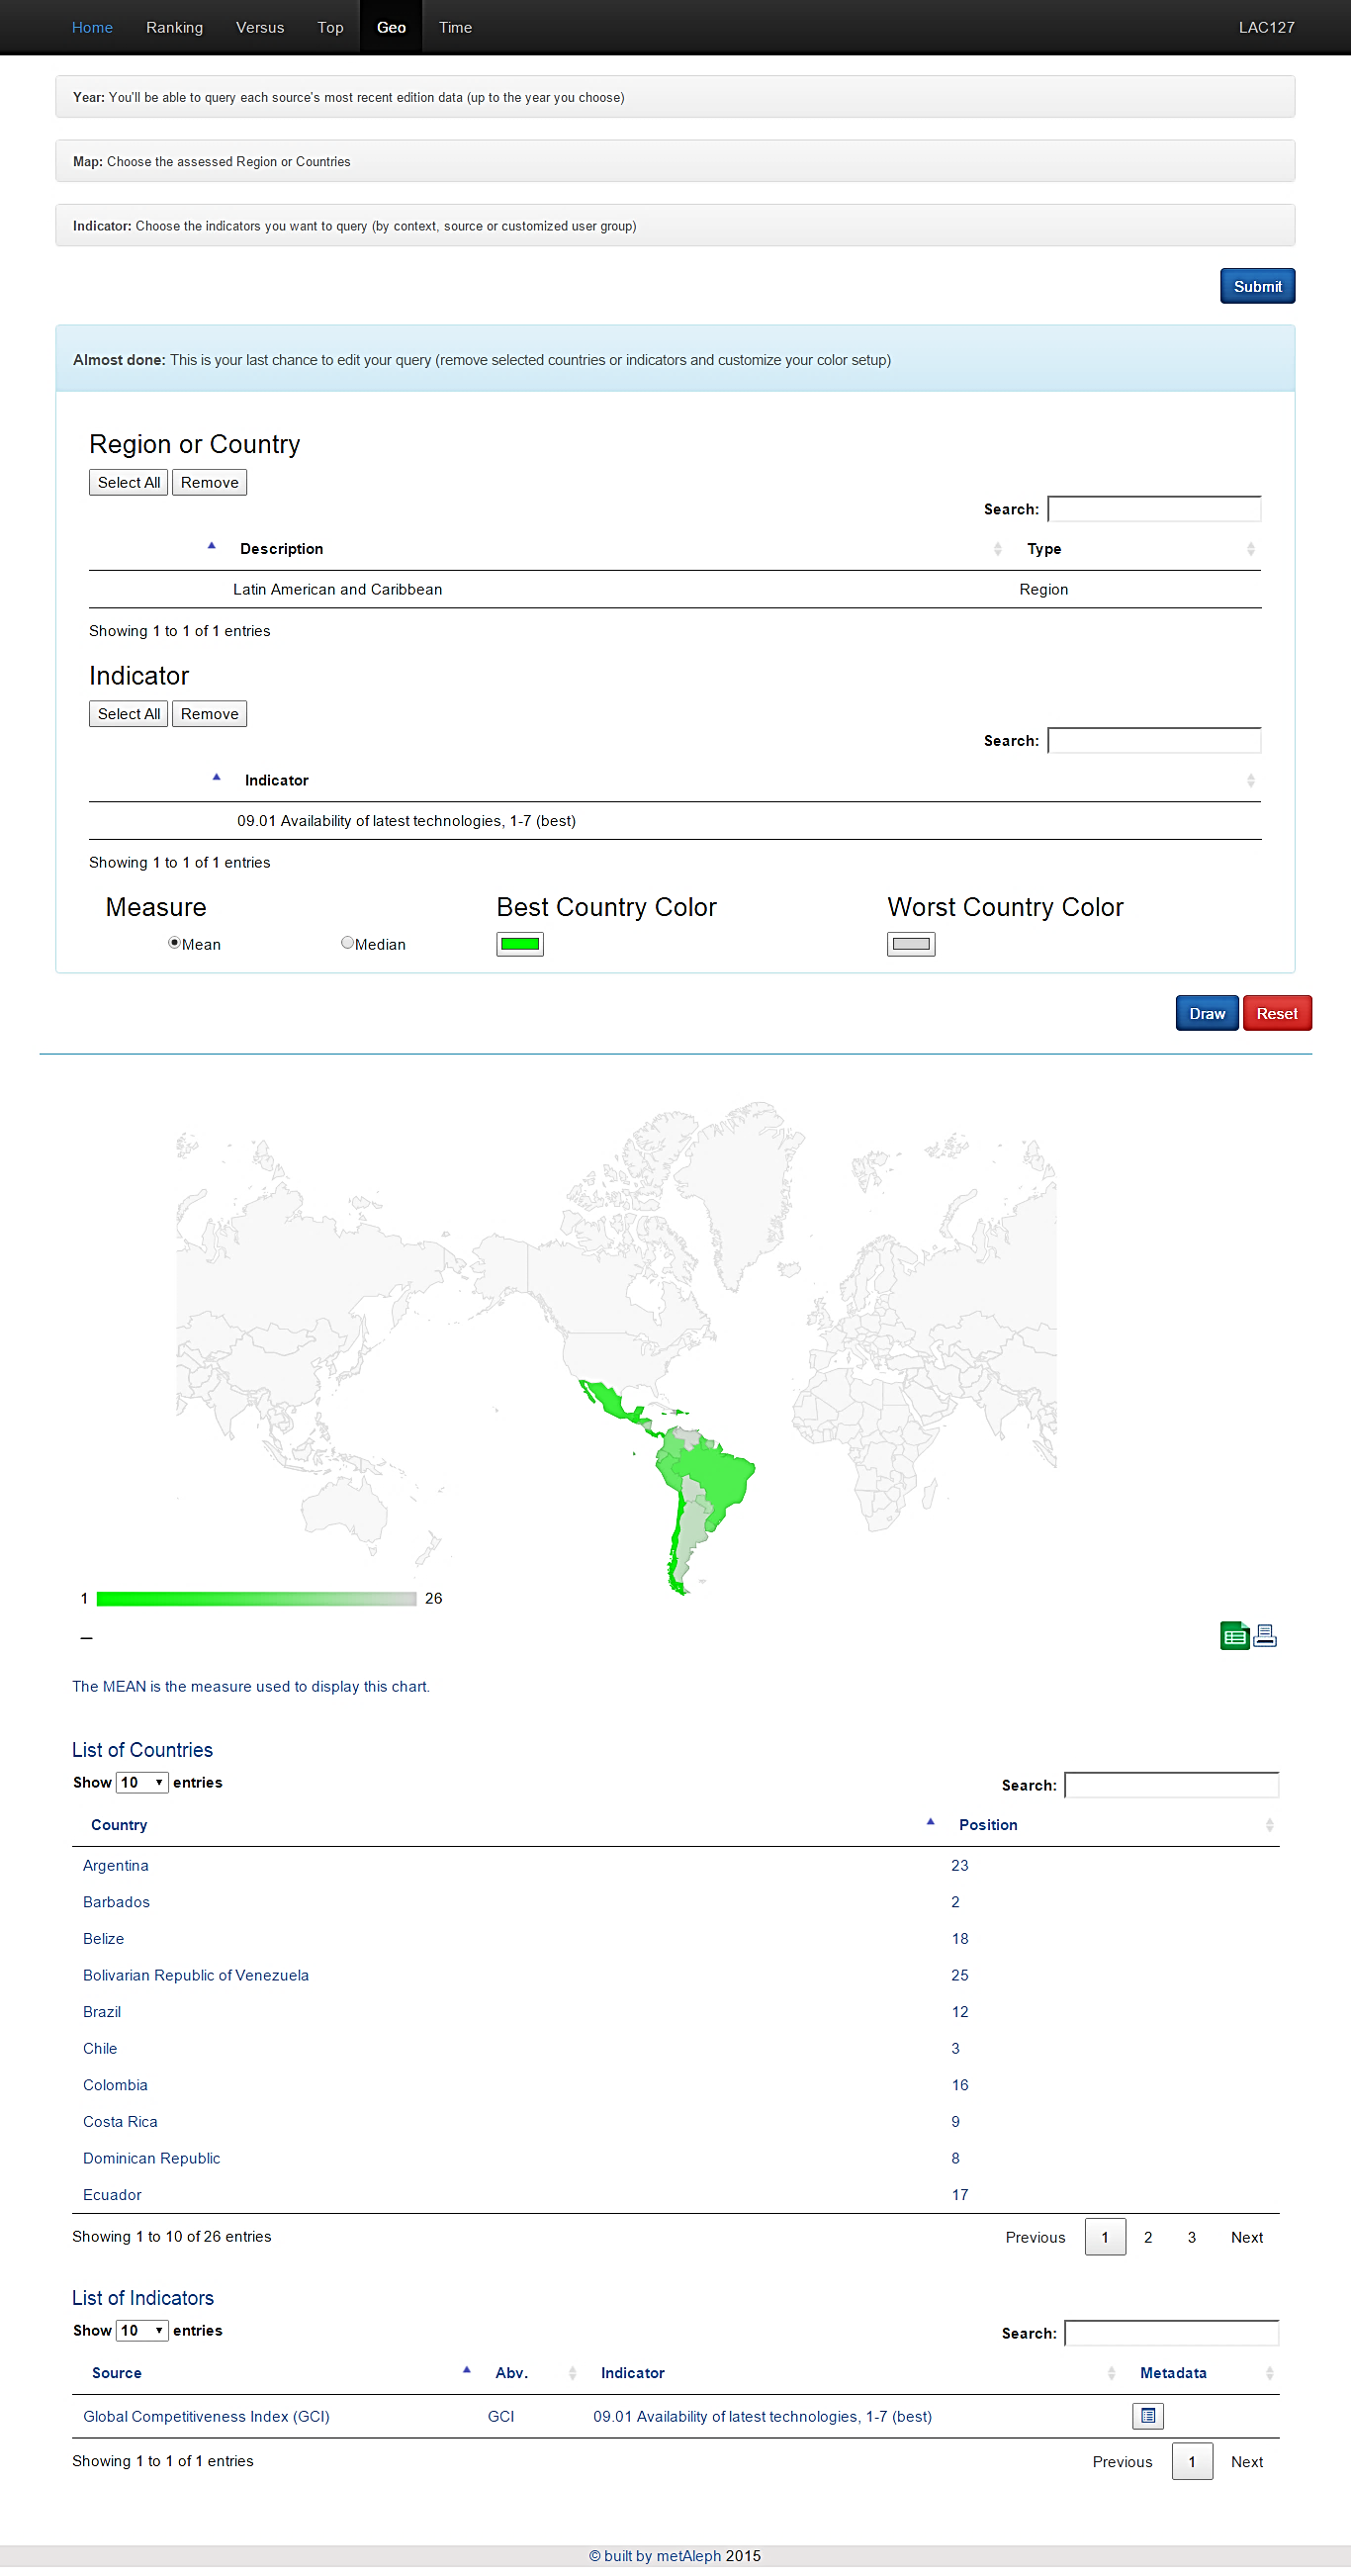 Home Ranking Versus Top Geo Time LAC127
Year: You'll be able to query each source's most recent edition data (up to the year you choose)
Map: Choose the assessed Region or Countries
Indicator: Choose the indicators you want to query (by context, source or customized user group)
Submit
Almost done: This is your last chance to edit your query (remove selected countries or indicators and customize your color setup)
Region or Country
Select All Remove
Search:
Description Type
Latin American and Caribbean Region
Showing 1 to 1 of 1 entries
Indicator
Select All Remove
Search:
Indicator
09.01 Availability of latest technologies, 1-7 (best)
Showing 1 to 1 of 1 entries
Measure Best Country Color Worst Country Color
Mean Median
Draw Reset
1 26
–
The MEAN is the measure used to display this chart.
List of Countries
Show 10 entries Search:
Country Position
Argentina 23
Barbados 2
Belize 18
Bolivarian Republic of Venezuela 25
Brazil 12
Chile 3
Colombia 16
Costa Rica 9
Dominican Republic 8
Ecuador 17
Showing 1 to 10 of 26 entries Previous 1 2 3 Next
List of Indicators
Show 10 entries Search:
Source Abv. Indicator Metadata
Global Competitiveness Index (GCI) GCI 09.01 Availability of latest technologies, 1-7 (best)
Showing 1 to 1 of 1 entries Previous 1 Next
© built by metAleph 2015